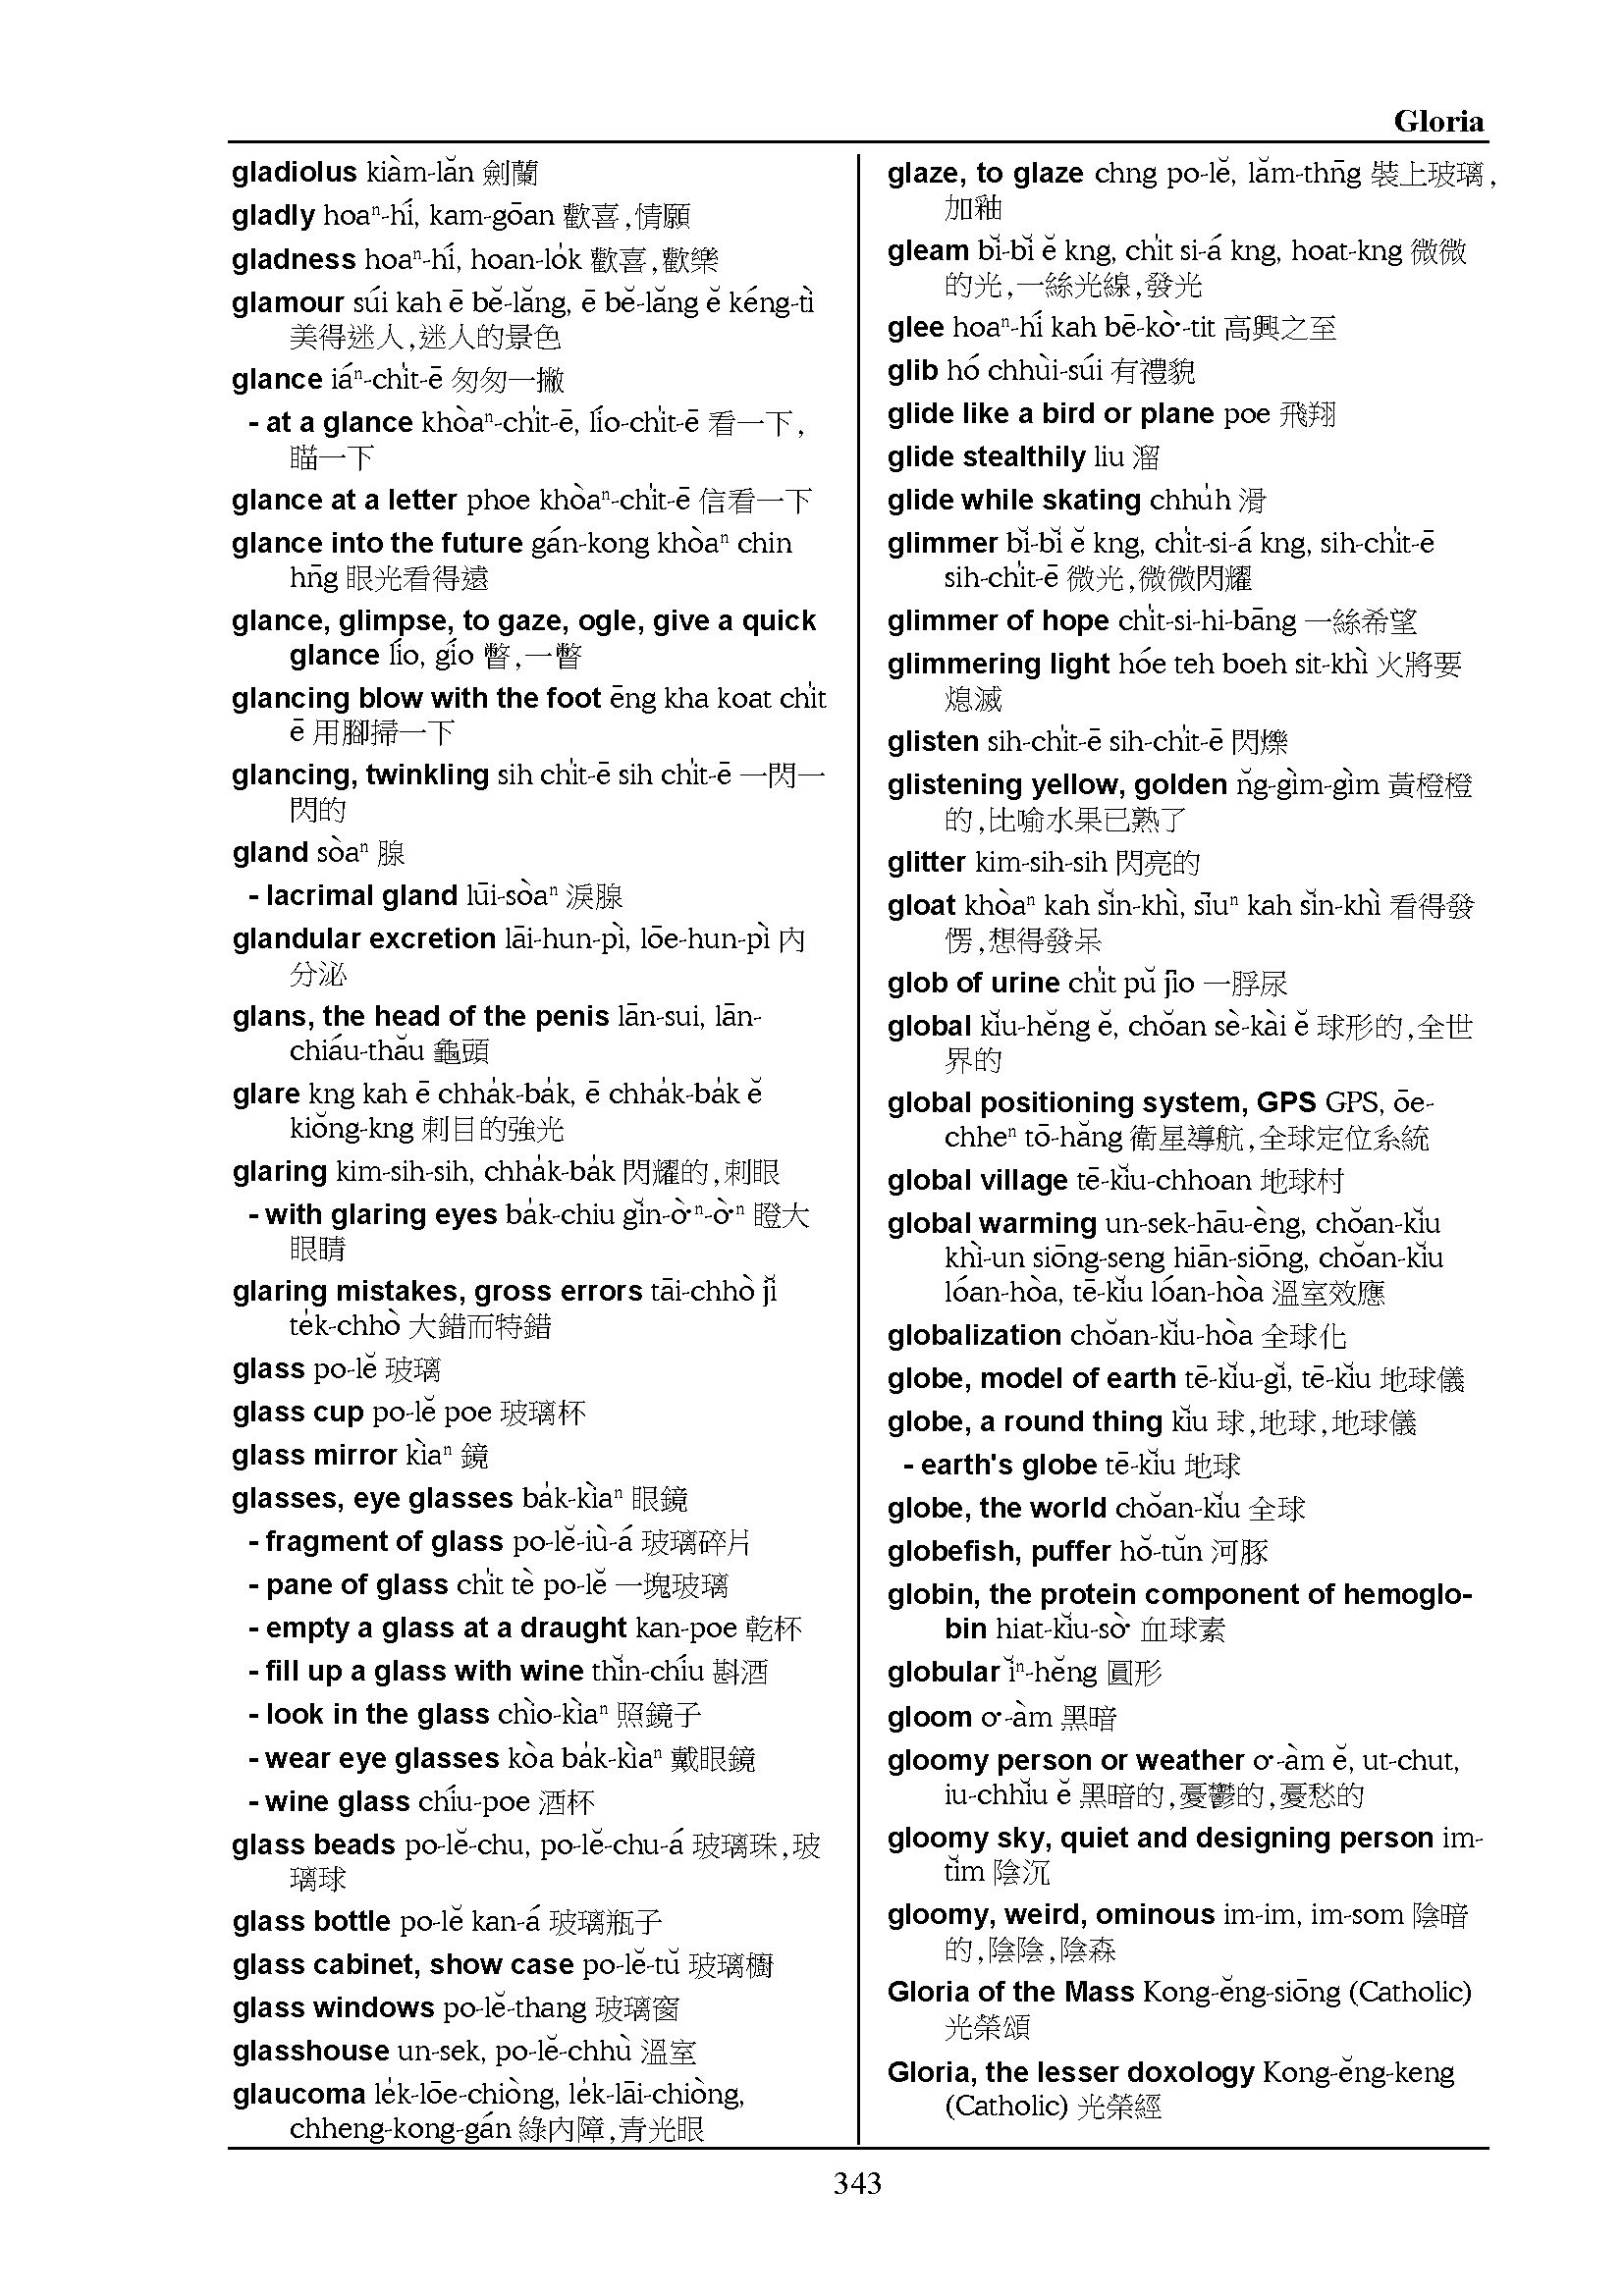 Gloria
gladiolus kiàm-lăn 劍蘭
gladly hoaⁿ-hí, kam-gōan 歡喜,情願
gladness hoaⁿ-hí, hoan-lo̍k 歡喜,歡樂
glamour súi kah ē bĕ-lăng, ē bĕ-lăng ĕ kéng-tì
美得迷人,迷人的景色
glance iáⁿ-chi̍t-ē 匆匆一撇
- at a glance khòaⁿ-chi̍t-ē, lío-chi̍t-ē 看一下,
瞄一下
glance at a letter phoe khòaⁿ-chi̍t-ē 信看一下
glance into the future gán-kong khòaⁿ chin
hn̄g 眼光看得遠
glance, glimpse, to gaze, ogle, give a quick
glance lío, gío 瞥,一瞥
glancing blow with the foot ēng kha koat chi̍t
ē 用腳掃一下
glancing, twinkling sih chi̍t-ē sih chi̍t-ē 一閃一
閃的
gland sòaⁿ 腺
- lacrimal gland lūi-sòaⁿ 淚腺
glandular excretion lāi-hun-pì, lōe-hun-pì 內
分泌
glans, the head of the penis lān-sui, lān-
chiáu-thău 龜頭
glare kng kah ē chha̍k-ba̍k, ē chha̍k-ba̍k ĕ
kiŏng-kng 刺目的強光
glaring kim-sih-sih, chha̍k-ba̍k 閃耀的,刺眼
- with glaring eyes ba̍k-chiu gĭn-ò͘ⁿ-ò͘ⁿ 瞪大
眼睛
glaring mistakes, gross errors tāi-chhò jĭ
te̍k-chhò 大錯而特錯
glass po-lĕ 玻璃
glass cup po-lĕ poe 玻璃杯
glass mirror kìaⁿ 鏡
glasses, eye glasses ba̍k-kìaⁿ 眼鏡
- fragment of glass po-lĕ-iù-á 玻璃碎片
- pane of glass chi̍t tè po-lĕ 一塊玻璃
- empty a glass at a draught kan-poe 乾杯
- fill up a glass with wine thĭn-chíu 斟酒
- look in the glass chìo-kìaⁿ 照鏡子
- wear eye glasses kòa ba̍k-kìaⁿ 戴眼鏡
- wine glass chíu-poe 酒杯
glass beads po-lĕ-chu, po-lĕ-chu-á 玻璃珠,玻
璃球
glass bottle po-lĕ kan-á 玻璃瓶子
glass cabinet, show case po-lĕ-tŭ 玻璃櫥
glass windows po-lĕ-thang 玻璃窗
glasshouse un-sek, po-lĕ-chhù 溫室
glaucoma le̍k-lōe-chiòng, le̍k-lāi-chiòng,
chheng-kong-gán 綠內障,青光眼
glaze, to glaze chng po-lĕ, lăm-thn̄g 裝上玻璃,
加釉
gleam bĭ-bĭ ĕ kng, chi̍t si-á kng, hoat-kng 微微
的光,一絲光線,發光
glee hoaⁿ-hí kah bē-kò͘-tit 高興之至
glib hó chhùi-súi 有禮貌
glide like a bird or plane poe 飛翔
glide stealthily liu 溜
glide while skating chhu̍h 滑
glimmer bĭ-bĭ ĕ kng, chi̍t-si-á kng, sih-chi̍t-ē
sih-chi̍t-ē 微光,微微閃耀
glimmer of hope chi̍t-si-hi-bāng 一絲希望
glimmering light hóe teh boeh sit-khì 火將要
熄滅
glisten sih-chi̍t-ē sih-chi̍t-ē 閃爍
glistening yellow, golden n̆g-gìm-gìm 黃橙橙
的,比喻水果已熟了
glitter kim-sih-sih 閃亮的
gloat khòaⁿ kah sĭn-khì, sīuⁿ kah sĭn-khì 看得發
愣,想得發呆
glob of urine chi̍t pŭ jīo 一脬尿
global kĭu-hĕng ĕ, chŏan sè-kài ĕ 球形的,全世
界的
global positioning system, GPS GPS, ōe-
chheⁿ tō-hăng 衛星導航,全球定位系統
global village tē-kĭu-chhoan 地球村
global warming un-sek-hāu-èng, chŏan-kĭu
khì-un siōng-seng hiān-siōng, chŏan-kĭu
lóan-hòa, tē-kĭu lóan-hòa 溫室效應
globalization chŏan-kĭu-hòa 全球化
globe, model of earth tē-kĭu-gĭ, tē-kĭu 地球儀
globe, a round thing kĭu 球,地球,地球儀
- earth's globe tē-kĭu 地球
globe, the world chŏan-kĭu 全球
globefish, puffer hŏ-tŭn 河豚
globin, the protein component of hemoglo-
bin hiat-kĭu-sò͘ 血球素
globular ĭⁿ-hĕng 圓形
gloom o͘-àm 黑暗
gloomy person or weather o͘-àm ĕ, ut-chut,
iu-chhĭu ĕ 黑暗的,憂鬱的,憂愁的
gloomy sky, quiet and designing person im-
tĭm 陰沉
gloomy, weird, ominous im-im, im-som 陰暗
的,陰陰,陰森
Gloria of the Mass Kong-ĕng-siōng (Catholic)
光榮頌
Gloria, the lesser doxology Kong-ĕng-keng
(Catholic) 光榮經
343